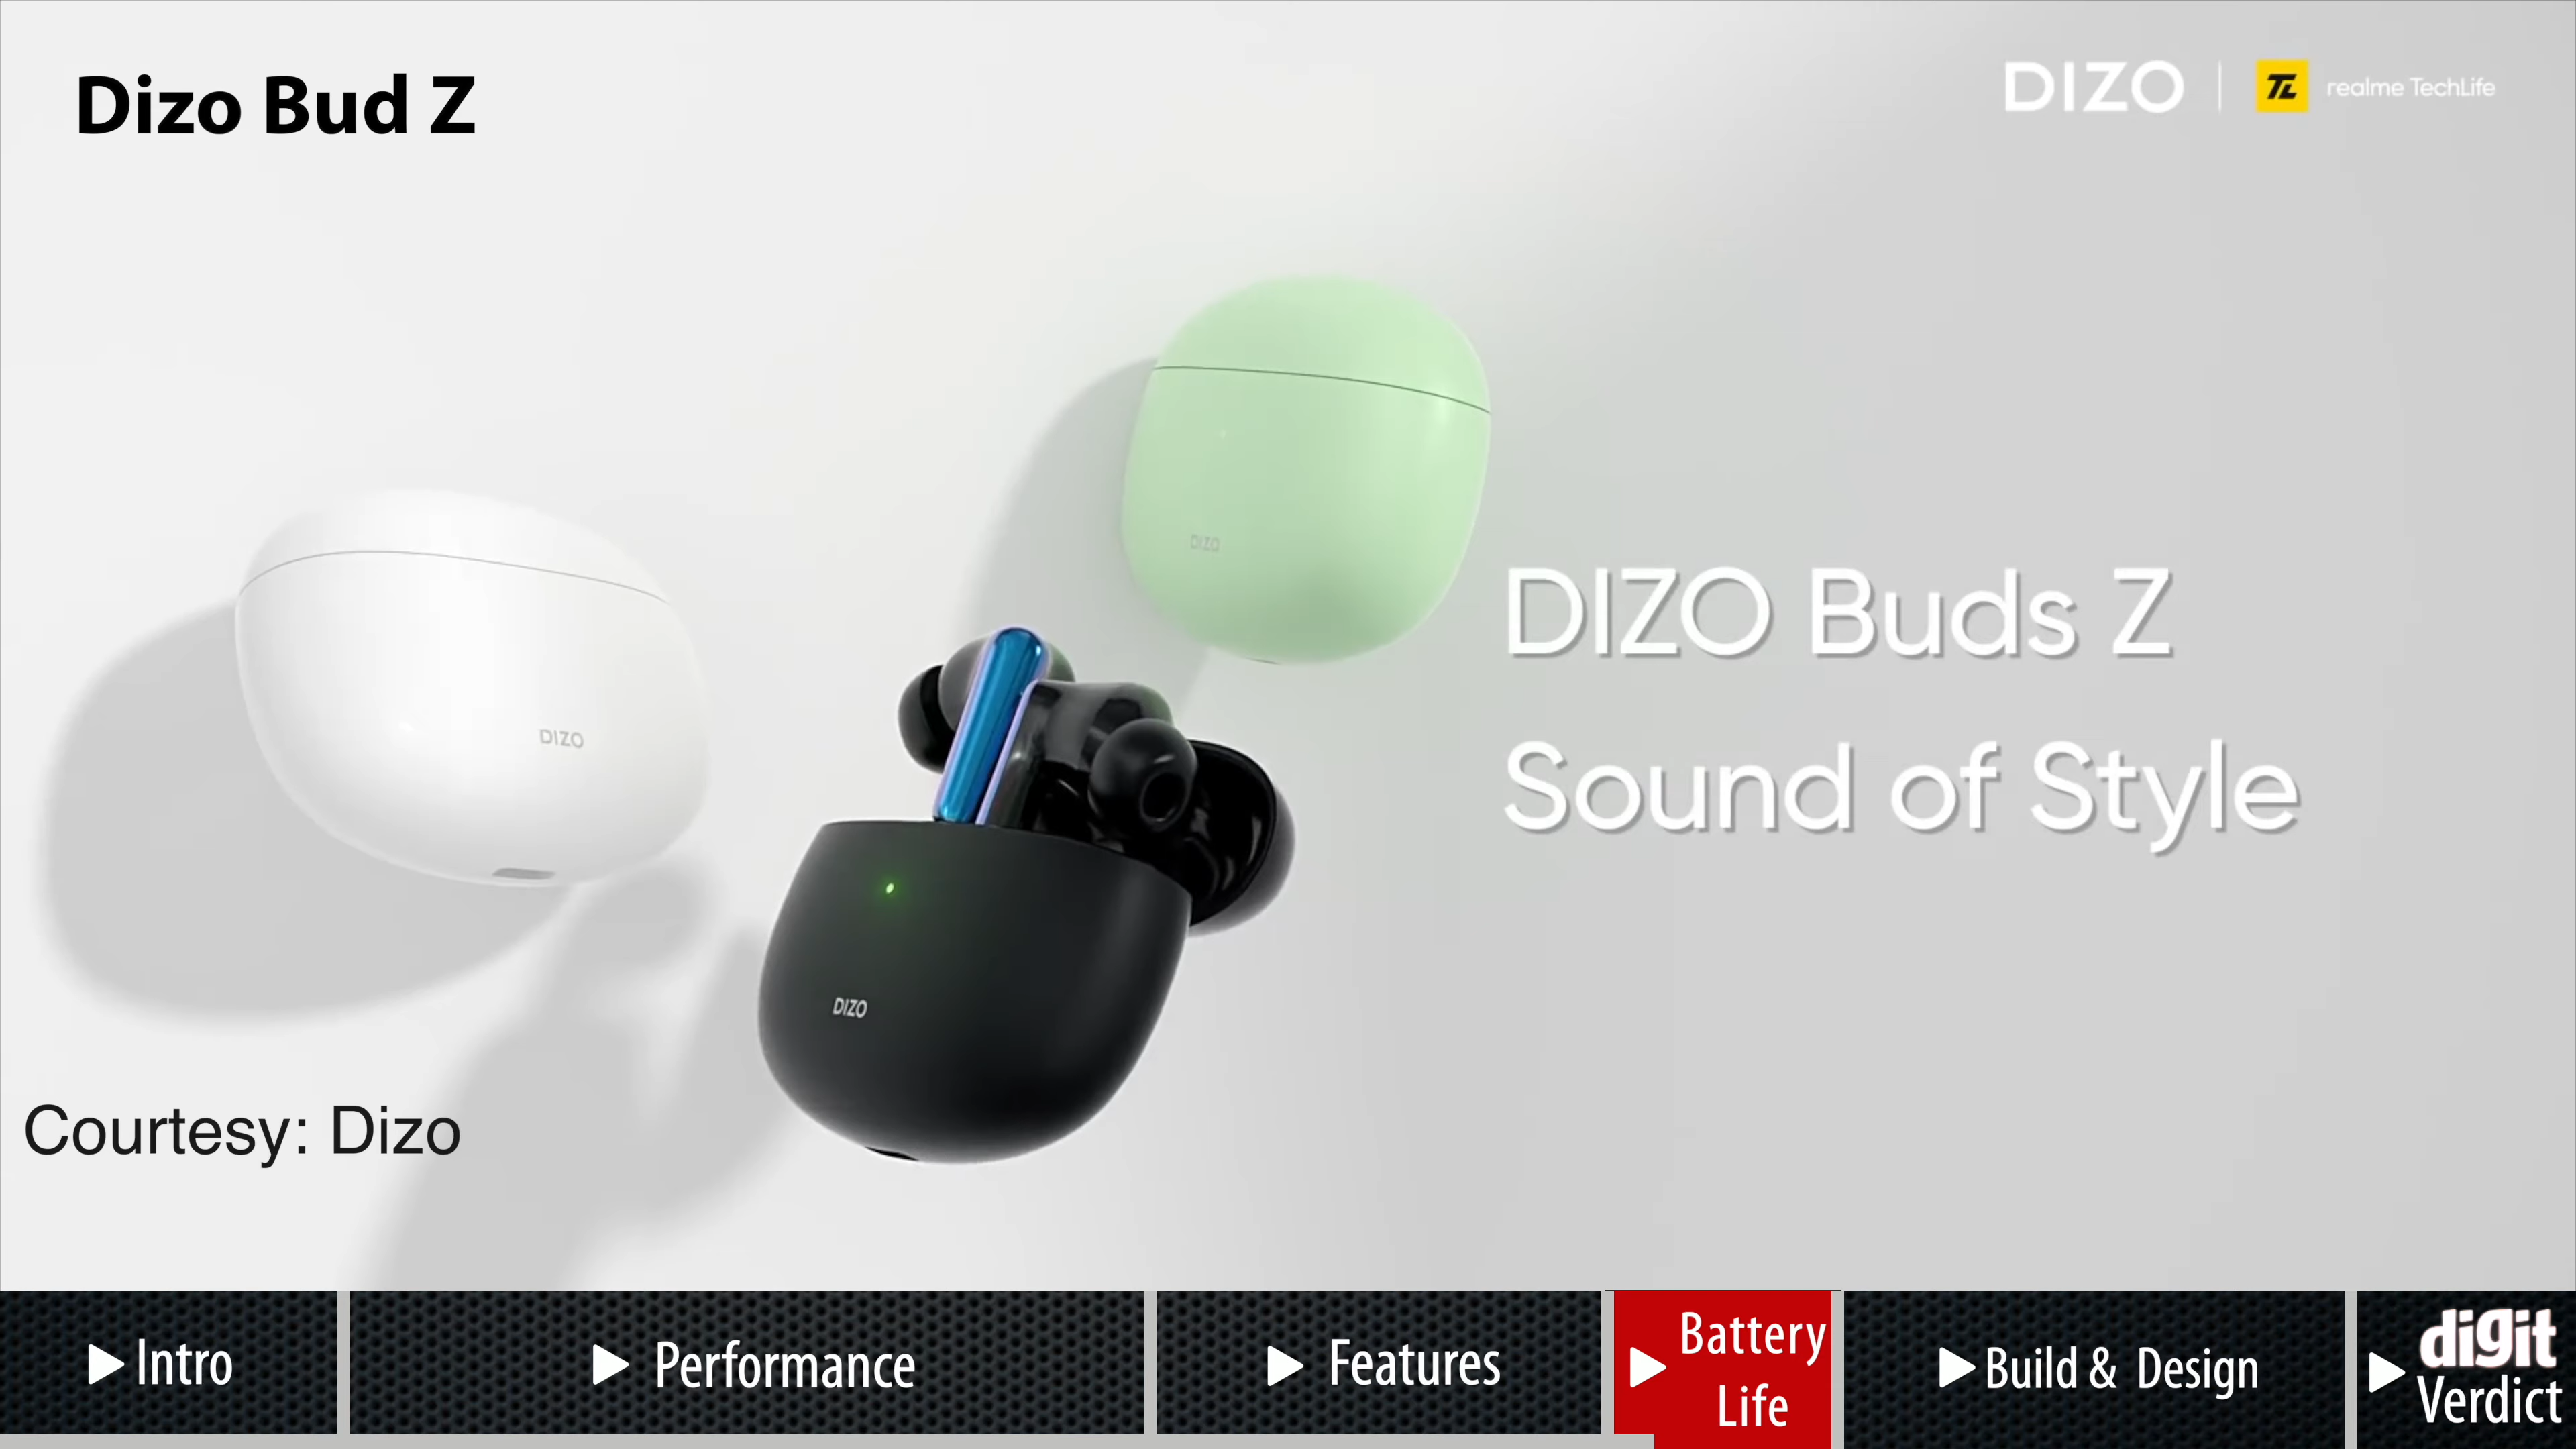 Dizo Bud Z
DIZO | TL realme TechLife
DIZO
DIZO Buds Z
DIZO
Sound of Style
DIZO
Courtesy: Dizo
Intro
Performance
Features
Battery
Life
Build & Design
digit
Verdict